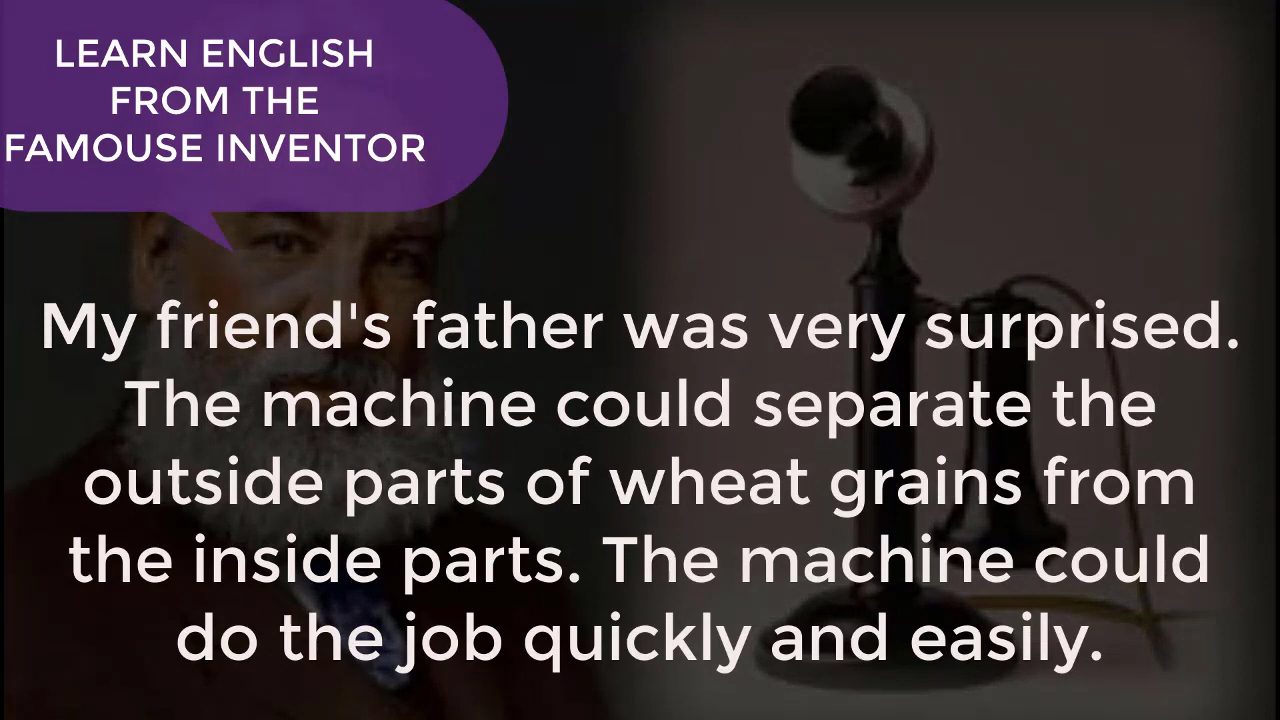 LEARN ENGLISH
FROM THE
FAMOUSE INVENTOR
My friend's father was very surprised.
The machine could separate the
outside parts of wheat grains from
the inside parts. The machine could
do the job quickly and easily.